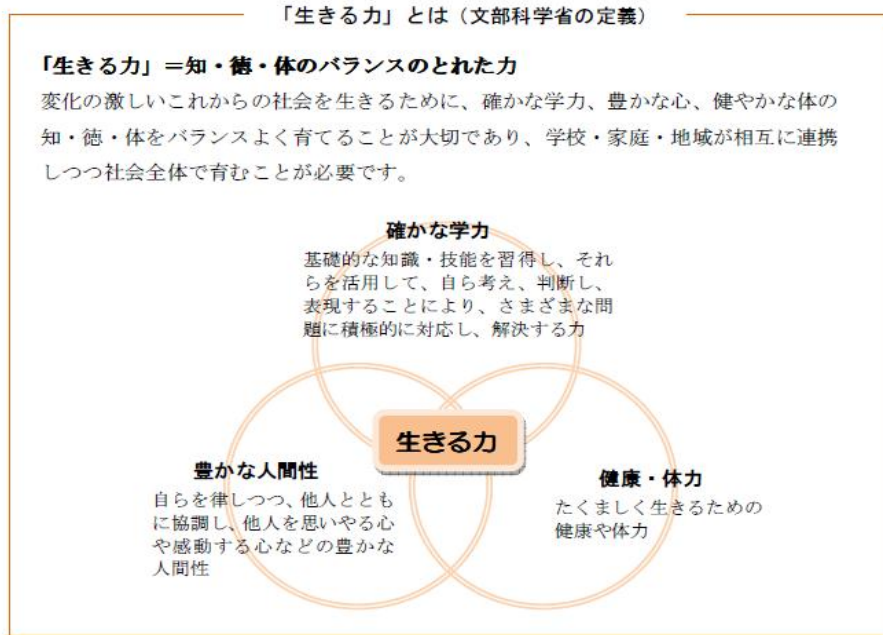 「生きる力」とは（文部科学省の定義）
「生きる力」＝知・徳・体のバランスのとれた力
変化の激しいこれからの社会を生きるために、確かな学力、豊かな心、健やかな体の
知・徳・体をバランスよく育てることが大切であり、学校・家庭・地域が相互に連携
しつつ社会全体で育むことが必要です。
確かな学力
基礎的な知識・技能を習得し、それ
らを活用して、自ら考え、判断し、
表現することにより、さまざまな問
題に積極的に対応し、解決する力
生きる力
豊かな人間性
自らを律しつつ、他人ととも
に協調し、他人を思いやる心
や感動する心などの豊かな
人間性
健康・体力
たくましく生きるための
健康や体力